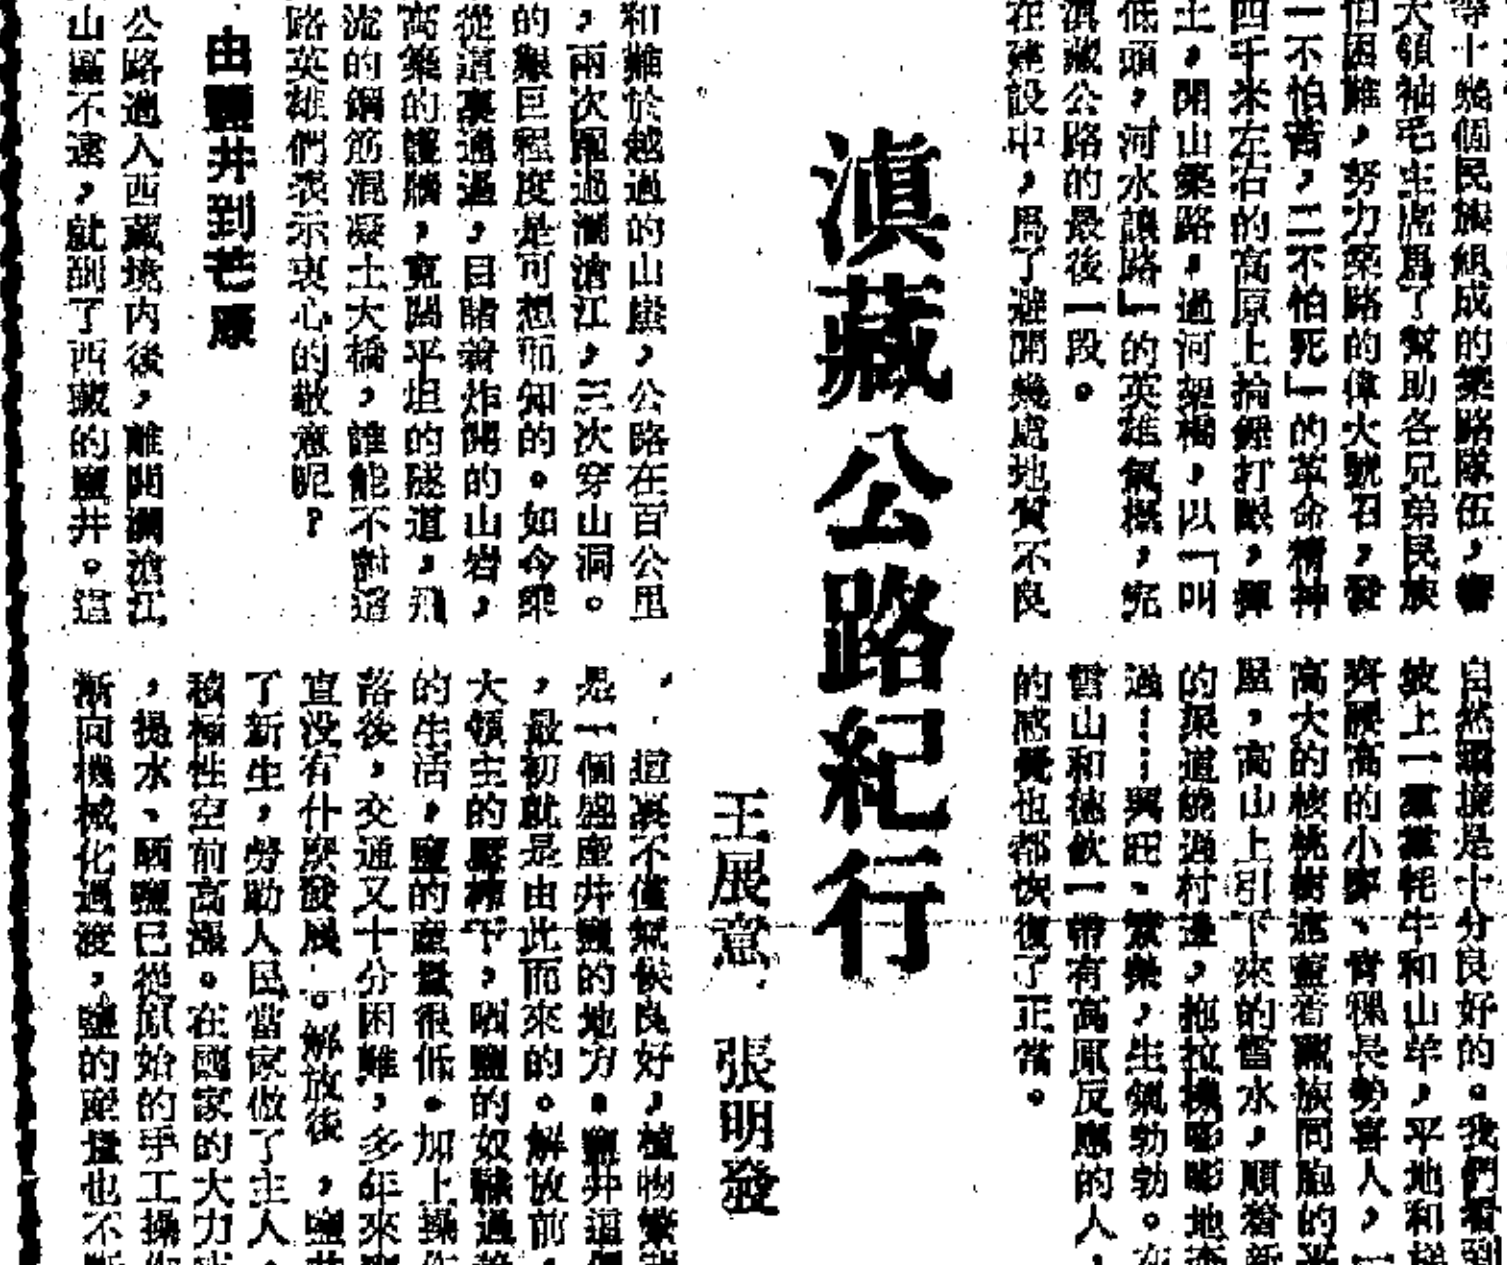 滇藏公路紀行
王展意 張明發
等十幾個民族組成的築路隊伍，響
大領袖毛主席爲了幫助各兄弟民族
怕困難，努力築路的偉大號召，發
一不怕苦，二不怕死」的革命精神
四千米左右的高原上掄錘打眼，揮
土，開山築路，過河架橋，以「叫
低頭，河水讓路」的英雄氣概，完
滇藏公路的最後一段。
在建設中，爲了避開幾處地質不良
和難於越過的山崖，公路在百公里
，兩次跨過瀾滄江，三次穿山洞。
的艱巨程度是可想而知的。如今乘
從這裏通過，目睹着炸開的山岩，
高築的護牆，寬闊平坦的隧道，飛
流的鋼筋混凝土大橋，誰能不對這
路英雄們表示衷心的敬意呢？
由鹽井到芒康
公路過入西藏境內後，離開瀾滄江
山區不遠，就到了西藏的鹽井。這
自然環境是十分良好的。我們看到
坡上一羣羣牦牛和山羊，平地和梯
齊腰高的小麥、青稞長勢喜人，一
高大的核桃樹遮蓋着藏族同胞的平
屋，高山上引下來的雪水，順着新
的渠道繞過村邊，拖拉機嘭嘭地奔
過……興旺、繁榮，生氣勃勃。在
雪山和德欽一帶有高原反應的人，
的感覺也都恢復了正常。
，這裏不僅氣候良好，植物繁茂
是一個盛產井鹽的地方。鹽井這個
，最初就是由此而來的。解放前，
大領主的壓榨下，晒鹽的奴隸過着
的生活，鹽的產量很低。加上操作
落後，交通又十分困難，多年來
直没有什麽發展。解放後，鹽井
了新生，勞動人民當家做了主人，
積極性空前高漲。在國家的大力
，提水、晒鹽已從原始的手工操作
漸向機械化過渡，鹽的產量也不斷